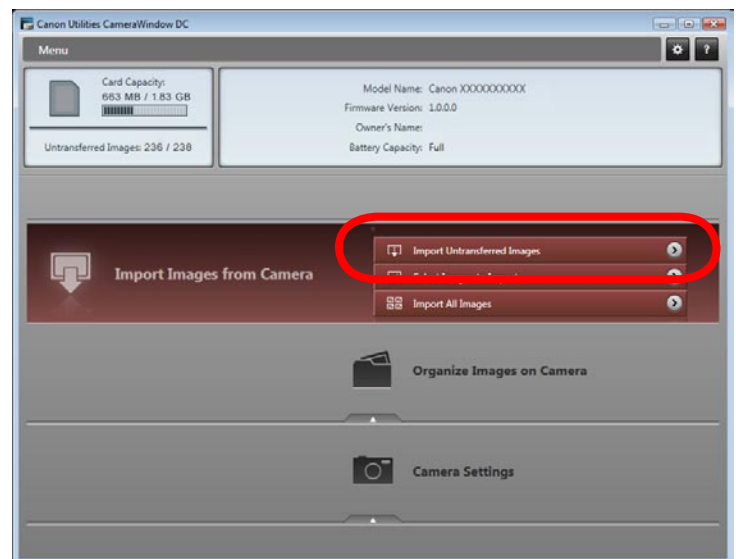 Canon Utilities CameraWindow DC
Menu
?
Card Capacity:
663 MB / 1.83 GB
Untransferred Images: 236 / 238
Model Name: Canon XXXXXXXXXX
Firmware Version: 1.0.0.0
Owner's Name:
Battery Capacity: Full
Import Images from Camera
Import Untransferred Images
Import All Images
Organize Images on Camera
Camera Settings